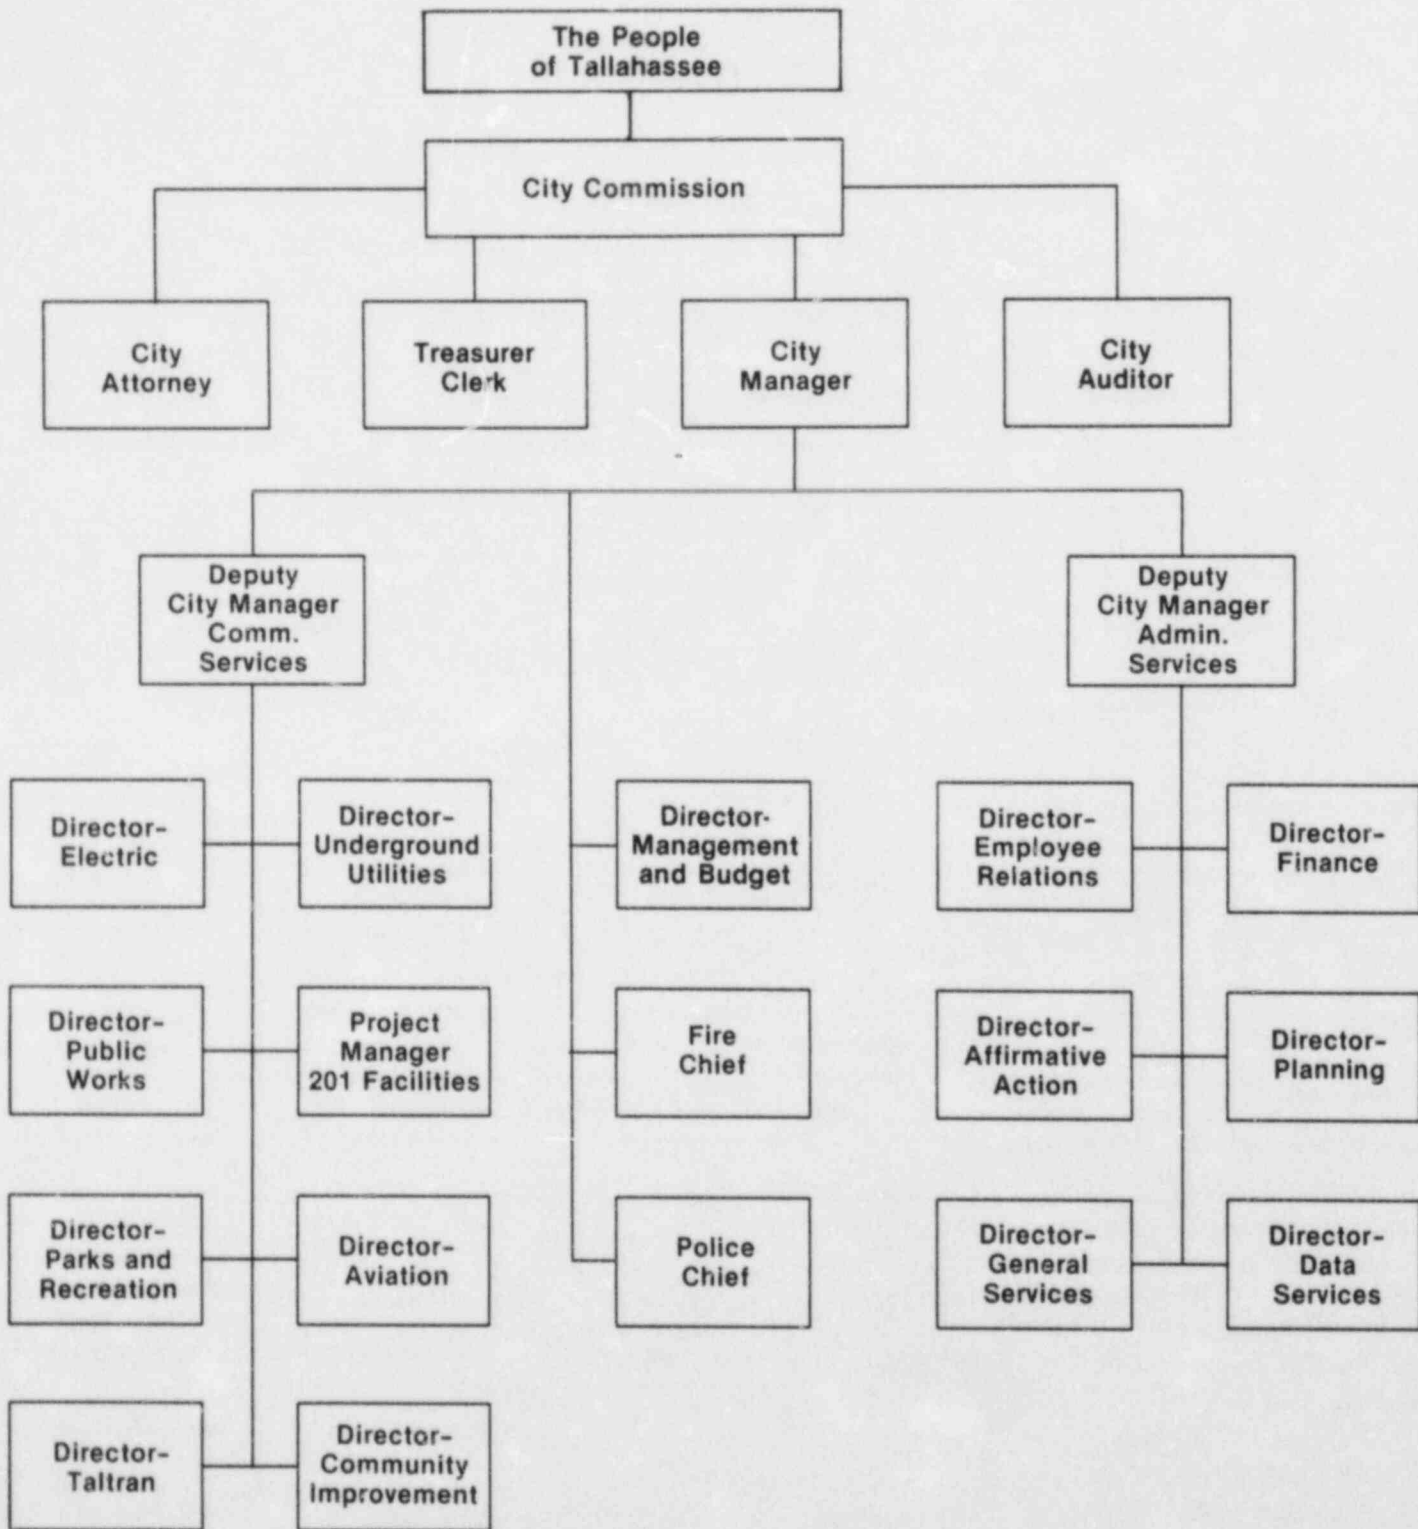 The People
of Tallahassee
City Commission
City
Attorney
Treasurer
Clerk
City
Manager
City
Auditor
Deputy
City Manager
Comm.
Services
Deputy
City Manager
Admin.
Services
Director-
Electric
Director-
Underground
Utilities
Director-
Management
and Budget
Director-
Employee
Relations
Director-
Finance
Director-
Public
Works
Project
Manager
201 Facilities
Fire
Chief
Director-
Affirmative
Action
Director-
Planning
Director-
Parks and
Recreation
Director-
Aviation
Police
Chief
Director-
General
Services
Director-
Data
Services
Director-
Taltran
Director-
Community
Improvement